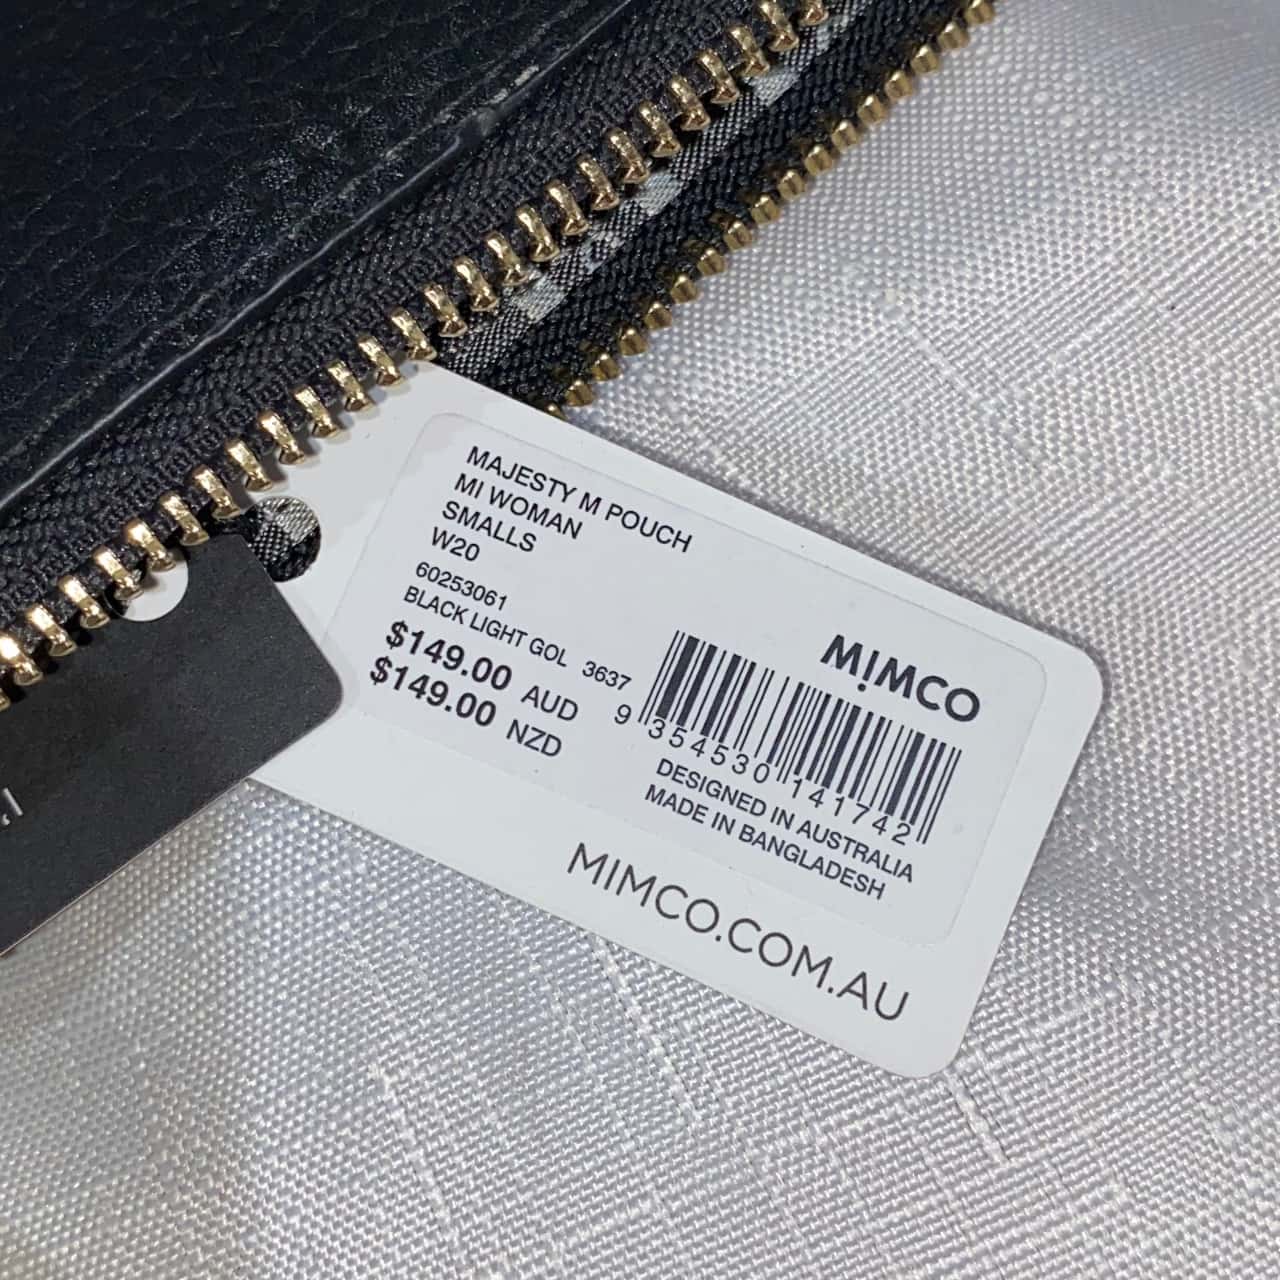 MAJESTY M POUCH
MI WOMAN
SMALLS
W20
60253061
BLACK LIGHT GOL 3637
$149.00 AUD
$149.00 NZD
MIMCO
9 354530 141742
DESIGNED IN AUSTRALIA
MADE IN BANGLADESH
MIMCO.COM.AU